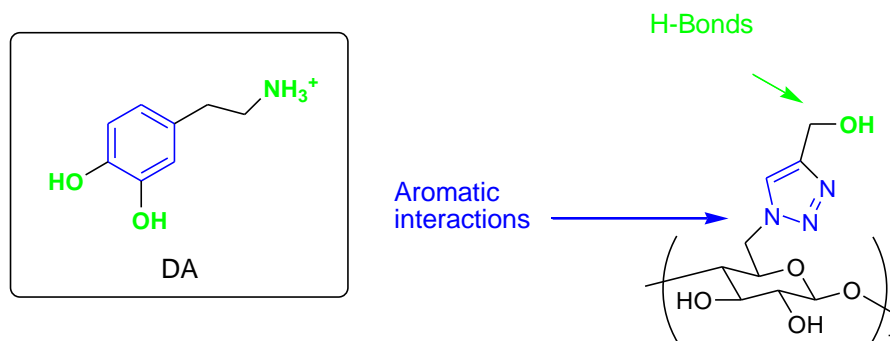 H-Bonds
NH₃⁺
HO
OH
DA
Aromatic
interactions
OH
N
N
N
O
O
HO
OH